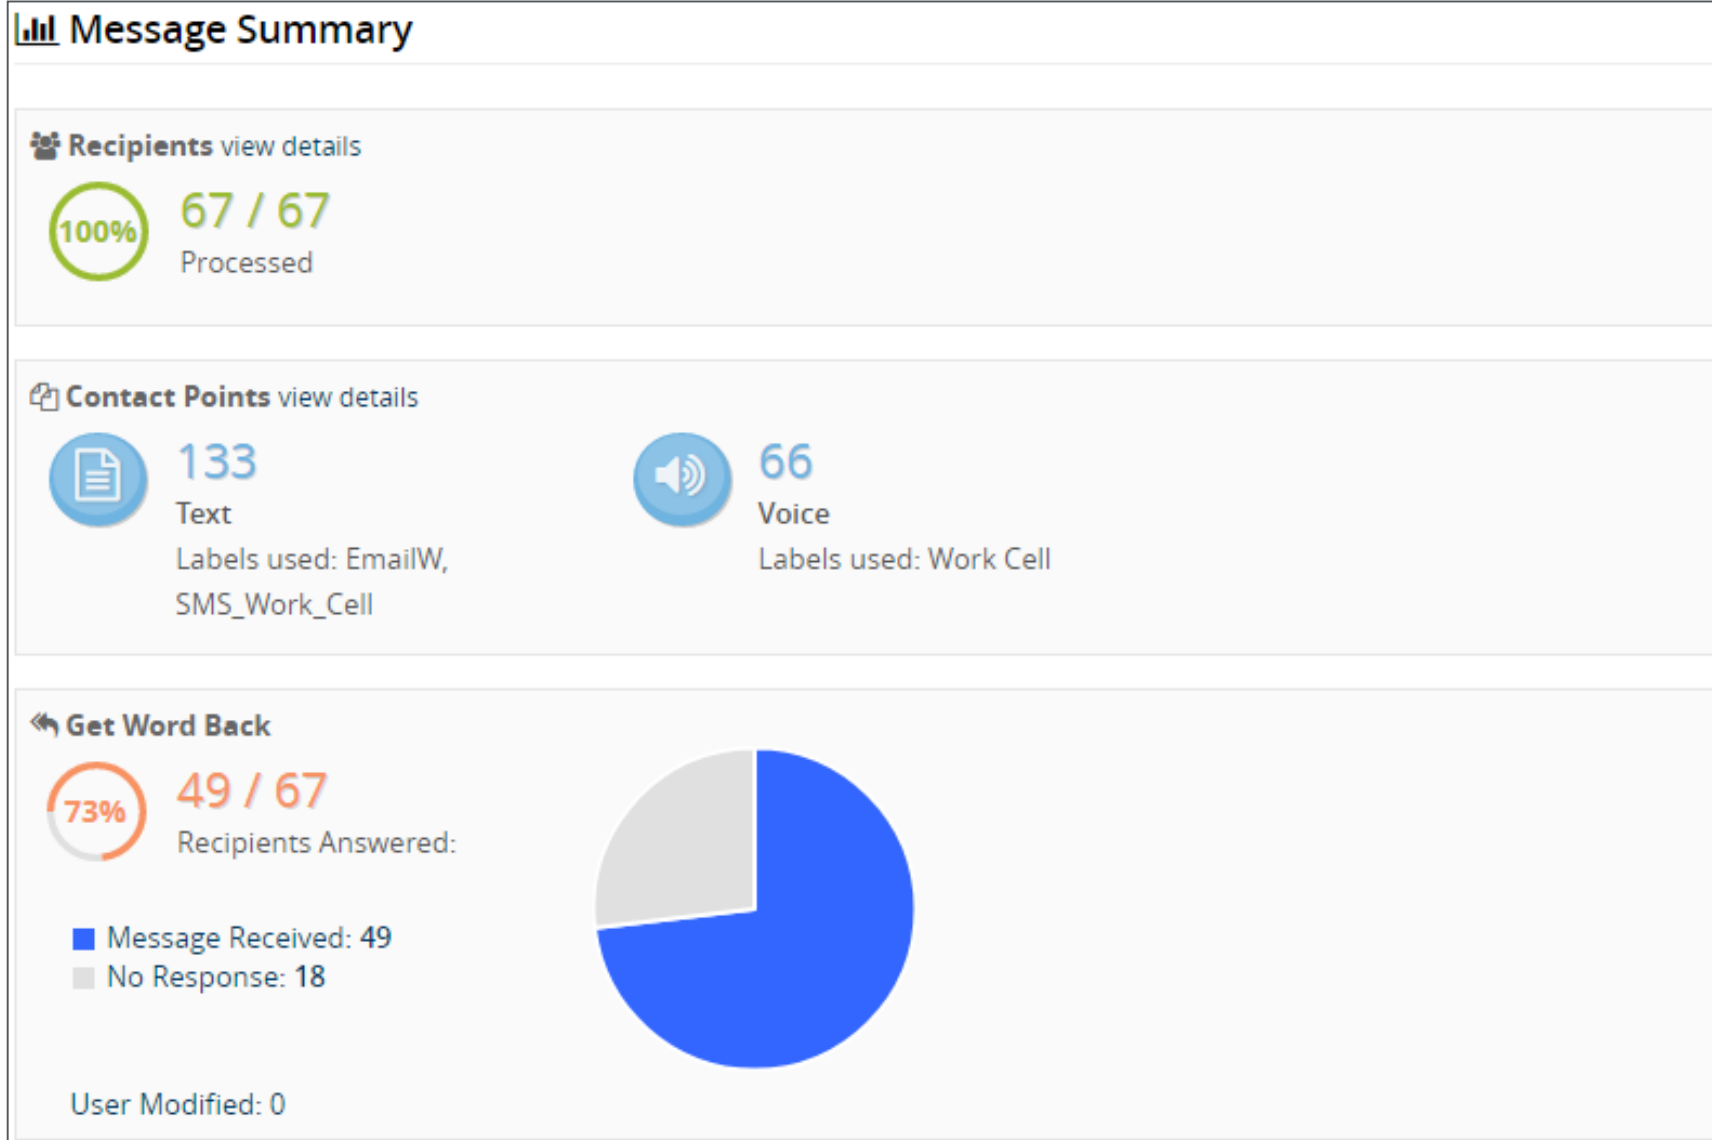 Message Summary
Recipients view details
100%
67 / 67
Processed
Contact Points view details
133
Text
Labels used: EmailW,
SMS_Work_Cell
66
Voice
Labels used: Work Cell
Get Word Back
73%
49 / 67
Recipients Answered:
Message Received: 49
No Response: 18
User Modified: 0